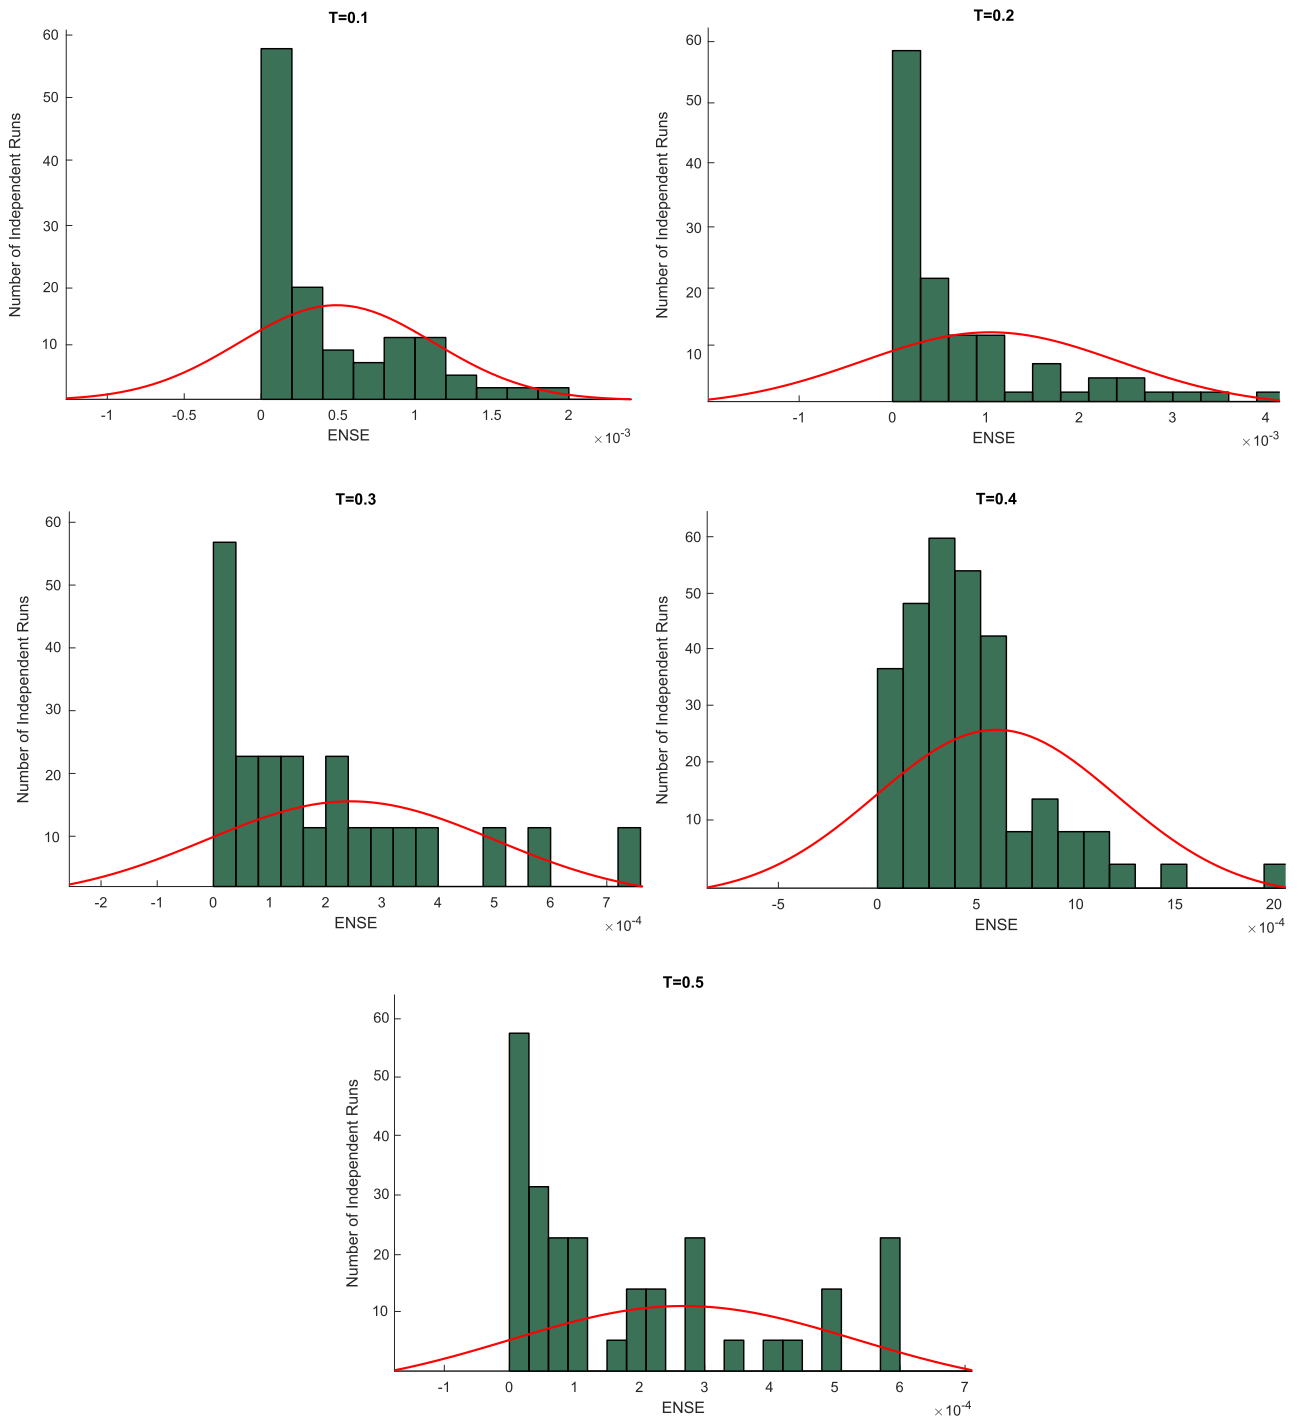 T=0.1
60
50
40
30
20
10
Number of Independent Runs
-1 -0.5 0 0.5 1 1.5 2
ENSE
×10-3
T=0.2
60
50
40
30
20
10
Number of Independent Runs
-1 0 1 2 3 4
ENSE
×10-3
T=0.3
60
50
40
30
20
10
Number of Independent Runs
-2 -1 0 1 2 3 4 5 6 7
ENSE
×10-4
T=0.4
60
50
40
30
20
10
Number of Independent Runs
-5 0 5 10 15 20
ENSE
×10-4
T=0.5
60
50
40
30
20
10
Number of Independent Runs
-1 0 1 2 3 4 5 6 7
ENSE
×10-4